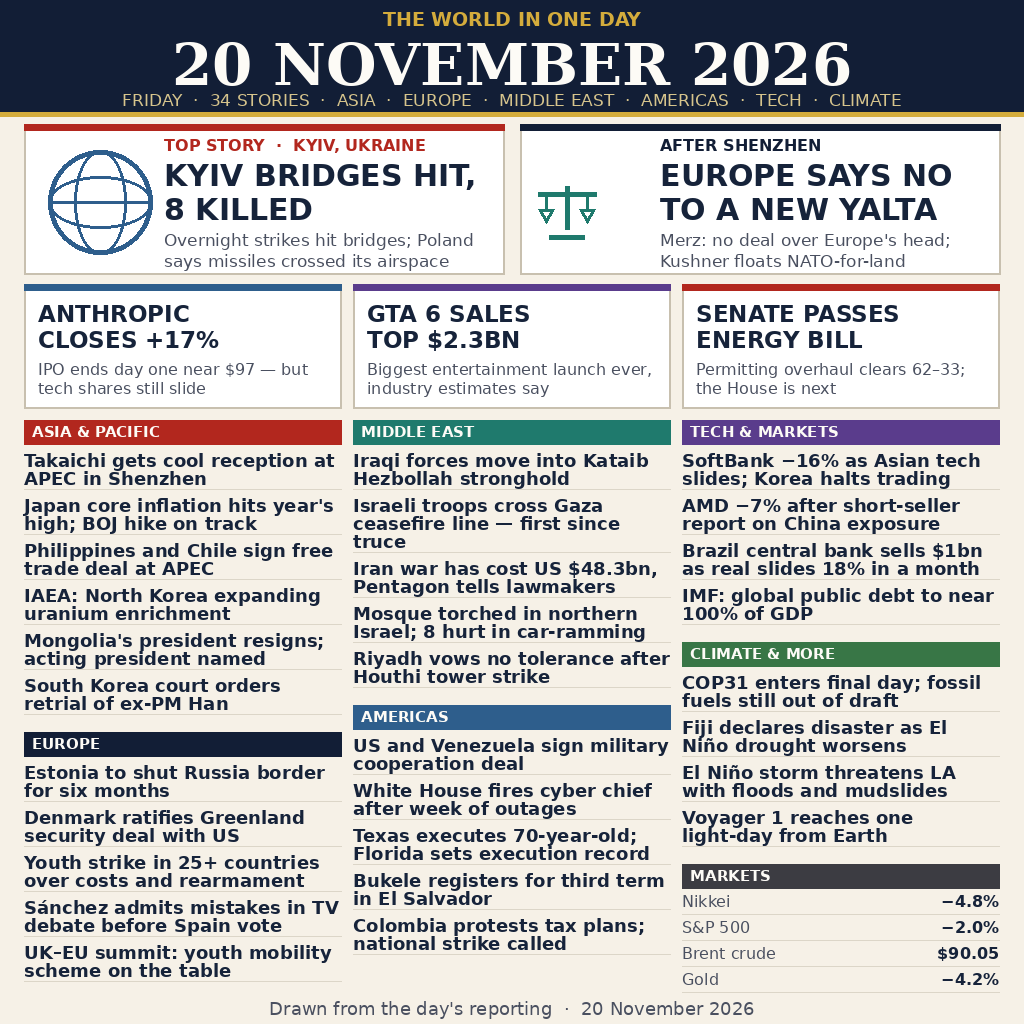 THE WORLD IN ONE DAY
20 NOVEMBER 2026
FRIDAY · 34 STORIES · ASIA · EUROPE · MIDDLE EAST · AMERICAS · TECH · CLIMATE
TOP STORY · KYIV, UKRAINE
KYIV BRIDGES HIT,
8 KILLED
Overnight strikes hit bridges; Poland
says missiles crossed its airspace
AFTER SHENZHEN
EUROPE SAYS NO
TO A NEW YALTA
Merz: no deal over Europe's head;
Kushner floats NATO-for-land
ANTHROPIC
CLOSES +17%
IPO ends day one near $97 — but
tech shares still slide
GTA 6 SALES
TOP $2.3BN
Biggest entertainment launch ever,
industry estimates say
SENATE PASSES
ENERGY BILL
Permitting overhaul clears 62–33;
the House is next
ASIA & PACIFIC
Takaichi gets cool reception at
APEC in Shenzhen
Japan core inflation hits year's
high; BOJ hike on track
Philippines and Chile sign free
trade deal at APEC
IAEA: North Korea expanding
uranium enrichment
Mongolia's president resigns;
acting president named
South Korea court orders
retrial of ex-PM Han
EUROPE
Estonia to shut Russia border
for six months
Denmark ratifies Greenland
security deal with US
Youth strike in 25+ countries
over costs and rearmament
Sánchez admits mistakes in TV
debate before Spain vote
UK–EU summit: youth mobility
scheme on the table
MIDDLE EAST
Iraqi forces move into Kataib
Hezbollah stronghold
Israeli troops cross Gaza
ceasefire line — first since
truce
Iran war has cost US $48.3bn,
Pentagon tells lawmakers
Mosque torched in northern
Israel; 8 hurt in car-ramming
Riyadh vows no tolerance after
Houthi tower strike
AMERICAS
US and Venezuela sign military
cooperation deal
White House fires cyber chief
after week of outages
Texas executes 70-year-old;
Florida sets execution record
Bukele registers for third term
in El Salvador
Colombia protests tax plans;
national strike called
TECH & MARKETS
SoftBank −16% as Asian tech
slides; Korea halts trading
AMD −7% after short-seller
report on China exposure
Brazil central bank sells $1bn
as real slides 18% in a month
IMF: global public debt to near
100% of GDP
CLIMATE & MORE
COP31 enters final day; fossil
fuels still out of draft
Fiji declares disaster as El
Niño drought worsens
El Niño storm threatens LA
with floods and mudslides
Voyager 1 reaches one
light-day from Earth
MARKETS
Nikkei −4.8%
S&P 500 −2.0%
Brent crude $90.05
Gold −4.2%
Drawn from the day's reporting · 20 November 2026